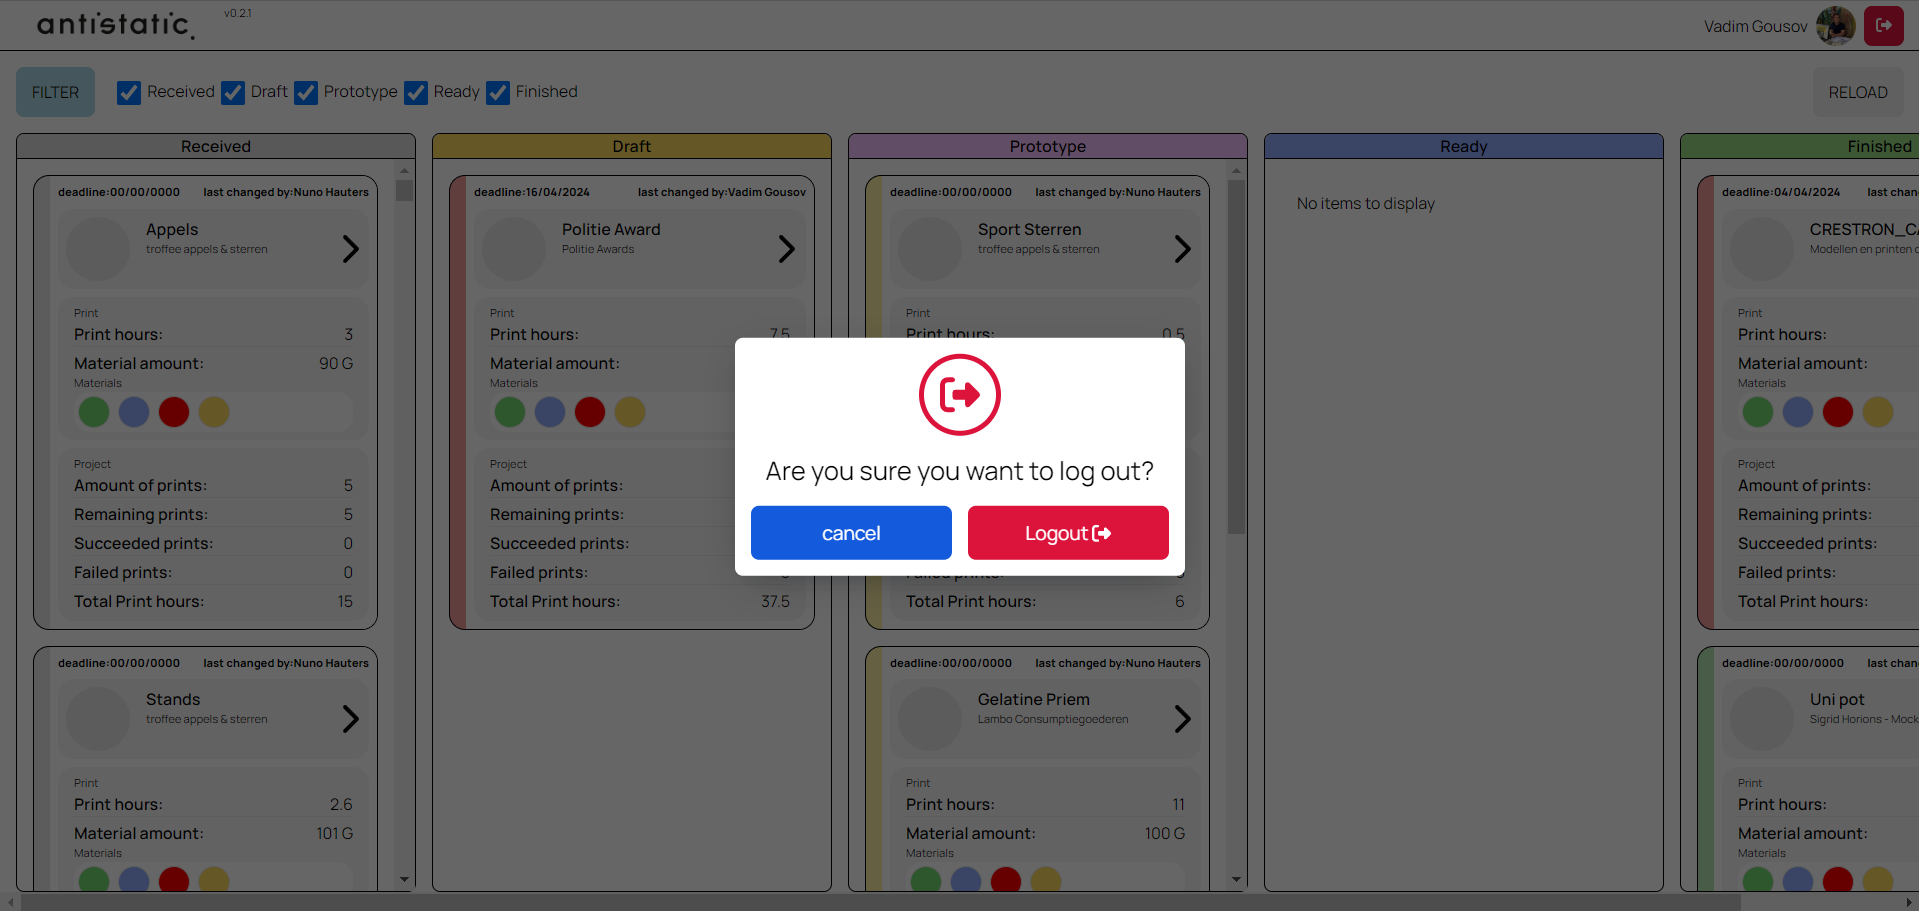 antistatic.
v0.2.1
Vadim Gousov
FILTER
Received
Draft
Prototype
Ready
Finished
RELOAD
Received
deadline:00/00/0000 last changed by:Nuno Hauters
Appels
troffee appels & sterren
Print
Print hours: 3
Material amount: 90 G
Materials
Project
Amount of prints: 5
Remaining prints: 5
Succeeded prints: 0
Failed prints: 0
Total Print hours: 15
deadline:00/00/0000 last changed by:Nuno Hauters
Stands
troffee appels & sterren
Print
Print hours: 2.6
Material amount: 101 G
Materials
Draft
deadline:16/04/2024 last changed by:Vadim Gousov
Politie Award
Politie Awards
Print
Print hours: 7.5
Material amount:
Materials
Project
Amount of prints:
Remaining prints:
Succeeded prints:
Failed prints:
Total Print hours: 37.5
Prototype
deadline:00/00/0000 last changed by:Nuno Hauters
Sport Sterren
troffee appels & sterren
Print
Print hours: 0.5
Failed prints:
Total Print hours: 6
deadline:00/00/0000 last changed by:Nuno Hauters
Gelatine Priem
Lambo Consumptiegoederen
Print
Print hours: 11
Material amount: 100 G
Materials
Ready
No items to display
Finished
deadline:04/04/2024 last chan
CRESTRON_CA
Modellen en printen
Print
Print hours:
Material amount:
Materials
Project
Amount of prints:
Remaining prints:
Succeeded prints:
Failed prints:
Total Print hours:
deadline:00/00/0000 last chan
Uni pot
Sigrid Horions - Mock
Print
Print hours:
Material amount:
Materials
Are you sure you want to log out?
cancel
Logout